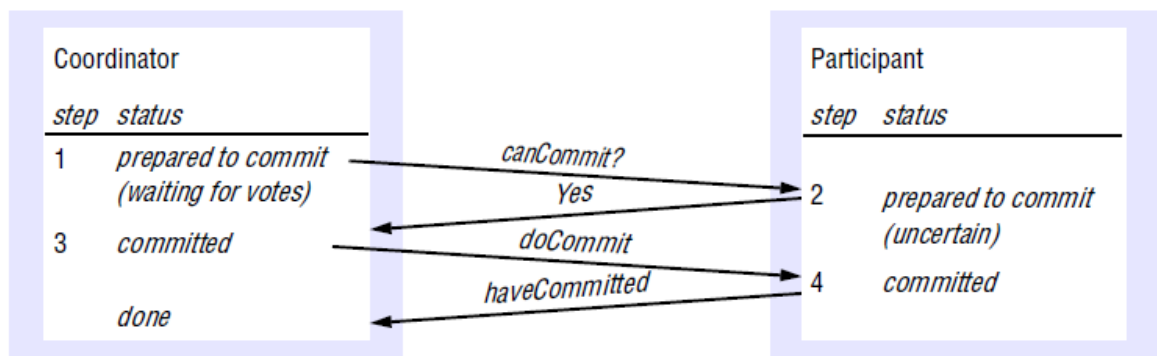 Coordinator
step status
1 prepared to commit
(waiting for votes)
3 committed
done
canCommit?
Yes
doCommit
haveCommitted
Participant
step status
2 prepared to commit
(uncertain)
4 committed